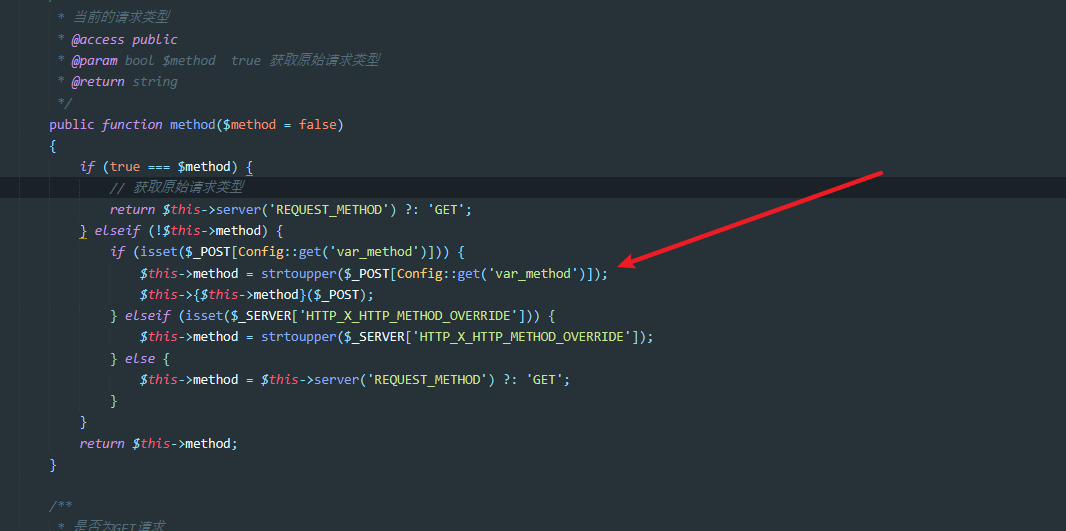 * 当前的请求类型
* @access public
* @param bool $method  true 获取原始请求类型
* @return string
*/
public function method($method = false)
{
if (true === $method) {
// 获取原始请求类型
return $this->server('REQUEST_METHOD') ?: 'GET';
} elseif (!$this->method) {
if (isset($_POST[Config::get('var_method')])) {
$this->method = strtoupper($_POST[Config::get('var_method')]);
$this->{$this->method}($_POST);
} elseif (isset($_SERVER['HTTP_X_HTTP_METHOD_OVERRIDE'])) {
$this->method = strtoupper($_SERVER['HTTP_X_HTTP_METHOD_OVERRIDE']);
} else {
$this->method = $this->server('REQUEST_METHOD') ?: 'GET';
}
}
return $this->method;
}
/**
* 是否为GET请求